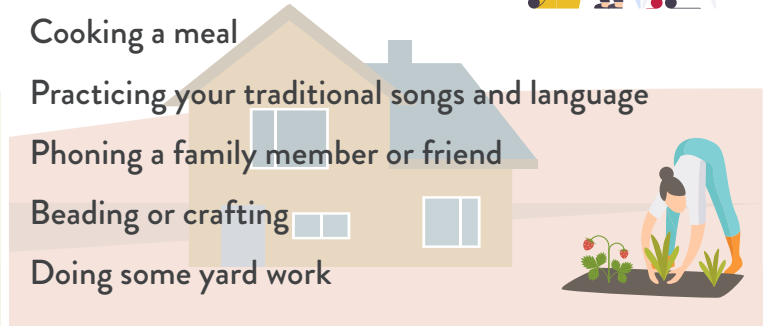 Cooking a meal
Practicing your traditional songs and language
Phoning a family member or friend
Beading or crafting
Doing some yard work